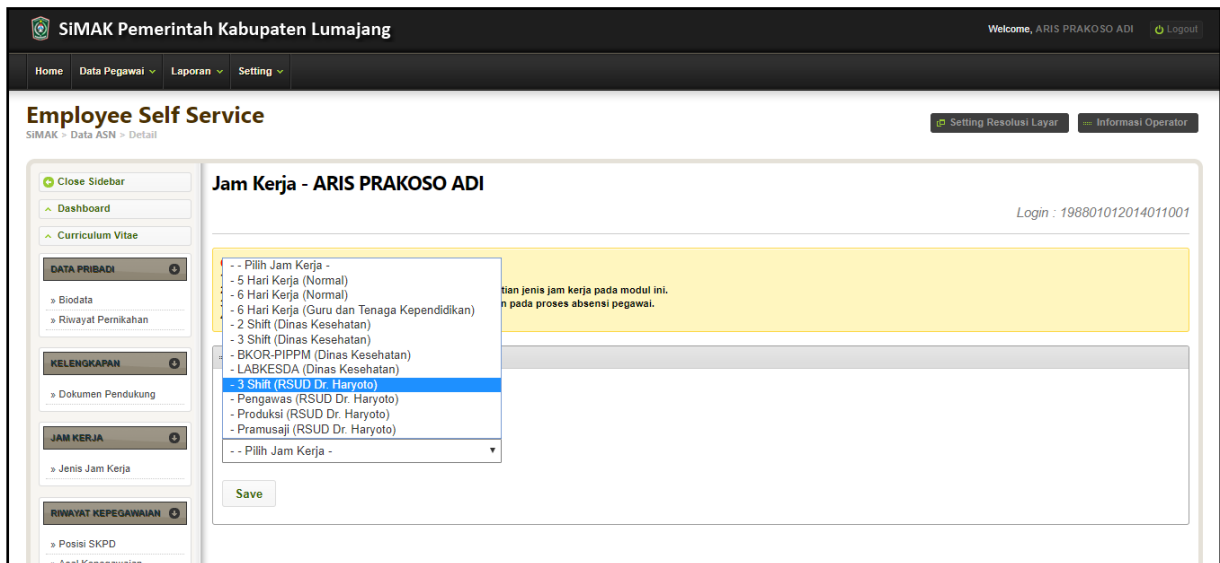 SiMAK Pemerintah Kabupaten Lumajang
Welcome, ARIS PRAKOSO ADI
Logout
Home
Data Pegawai
Laporan
Setting
Employee Self Service
SiMAK > Data ASN > Detail
Setting Resolusi Layar
Informasi Operator
Close Sidebar
Dashboard
Curriculum Vitae
DATA PRIBADI
» Biodata
» Riwayat Pernikahan
KELENGKAPAN
» Dokumen Pendukung
JAM KERJA
» Jenis Jam Kerja
RIWAYAT KEPEGAWAIAN
» Posisi SKPD
Jam Kerja - ARIS PRAKOSO ADI
Login : 198801012014011001
tian jenis jam kerja pada modul ini.
n pada proses absensi pegawai.
- - Pilih Jam Kerja -
- 5 Hari Kerja (Normal)
- 6 Hari Kerja (Normal)
- 6 Hari Kerja (Guru dan Tenaga Kependidikan)
- 2 Shift (Dinas Kesehatan)
- 3 Shift (Dinas Kesehatan)
- BKOR-PIPPM (Dinas Kesehatan)
- LABKESDA (Dinas Kesehatan)
- 3 Shift (RSUD Dr. Haryoto)
- Pengawas (RSUD Dr. Haryoto)
- Produksi (RSUD Dr. Haryoto)
- Pramusaji (RSUD Dr. Haryoto)
- - Pilih Jam Kerja -
Save